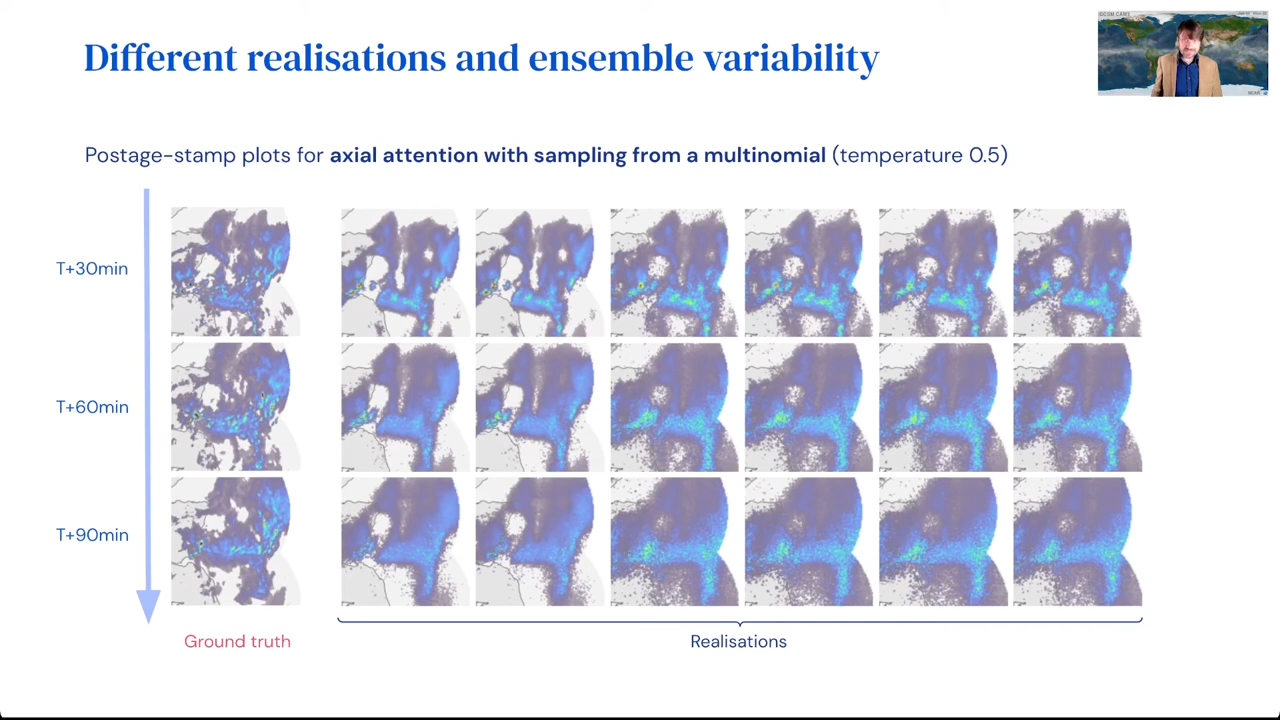 Different realisations and ensemble variability
Postage-stamp plots for axial attention with sampling from a multinomial (temperature 0.5)
T+30min
T+60min
T+90min
Ground truth
Realisations